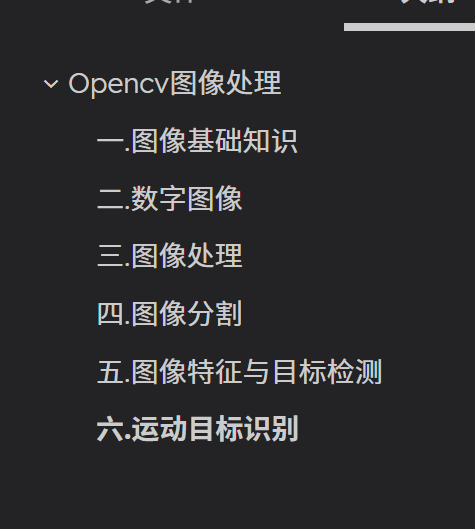 Opencv图像处理
一.图像基础知识
二.数字图像
三.图像处理
四.图像分割
五.图像特征与目标检测
六.运动目标识别